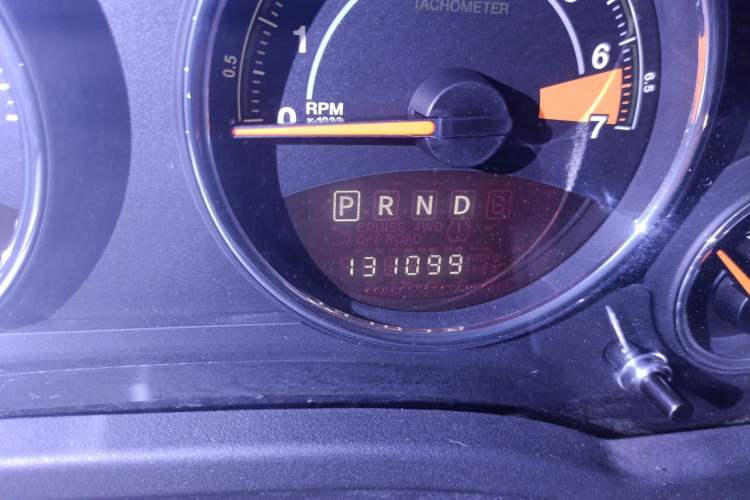 TACHOMETER
0.5
1
6
6.5
0
RPM
7
P R N D
CRUISE 4WD
OFF ROAD
131099